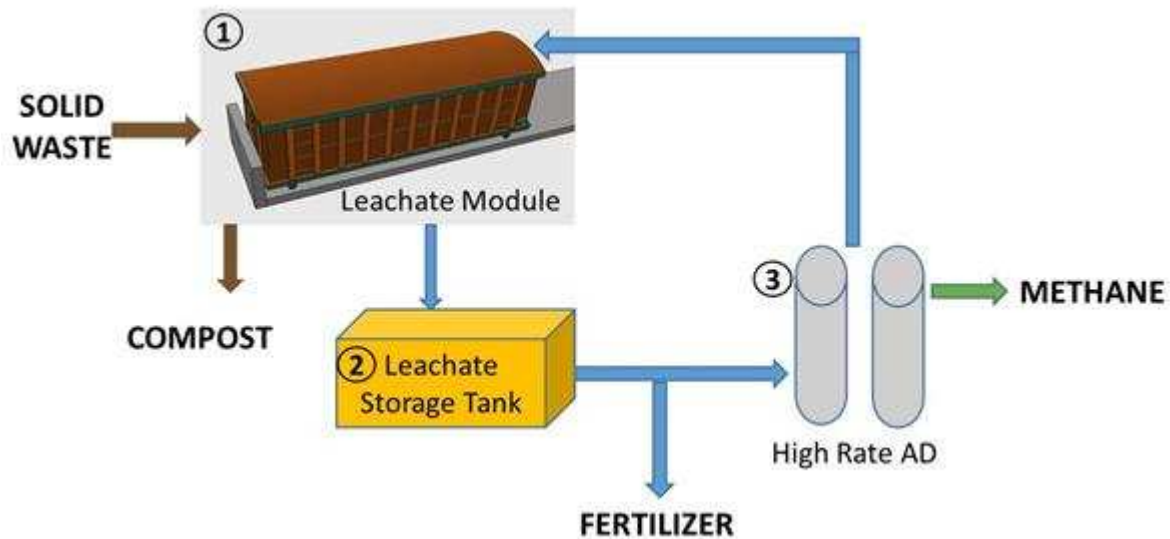 ①
SOLID
WASTE
Leachate Module
COMPOST
② Leachate
Storage Tank
③
METHANE
High Rate AD
FERTILIZER